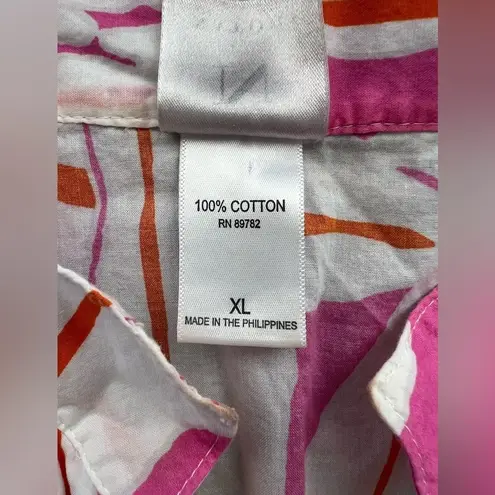 100% COTTON
RN 89782
XL
MADE IN THE PHILIPPINES